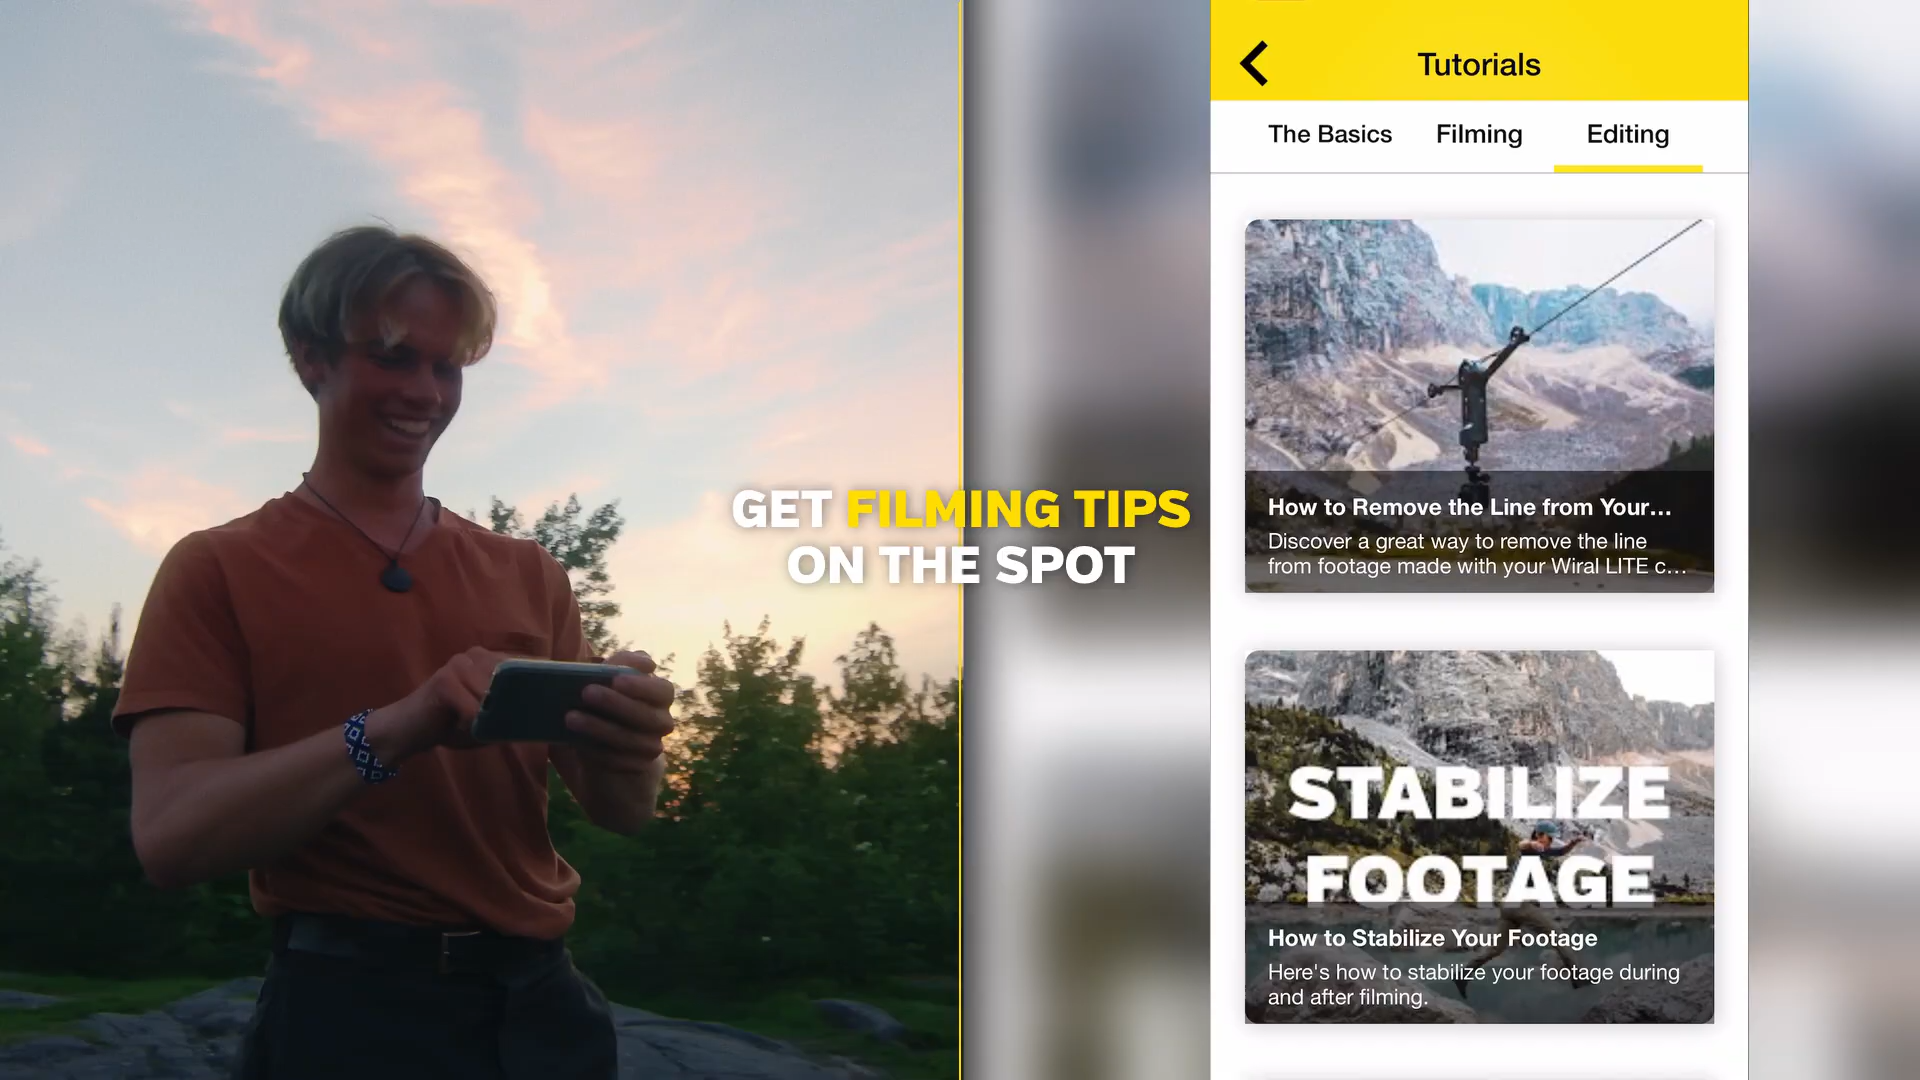 GET FILMING TIPS
ON THE SPOT
Tutorials
The Basics
Filming
Editing
How to Remove the Line from Your...
Discover a great way to remove the line
from footage made with your Wiral LITE c...
STABILIZE
FOOTAGE
How to Stabilize Your Footage
Here's how to stabilize your footage during
and after filming.